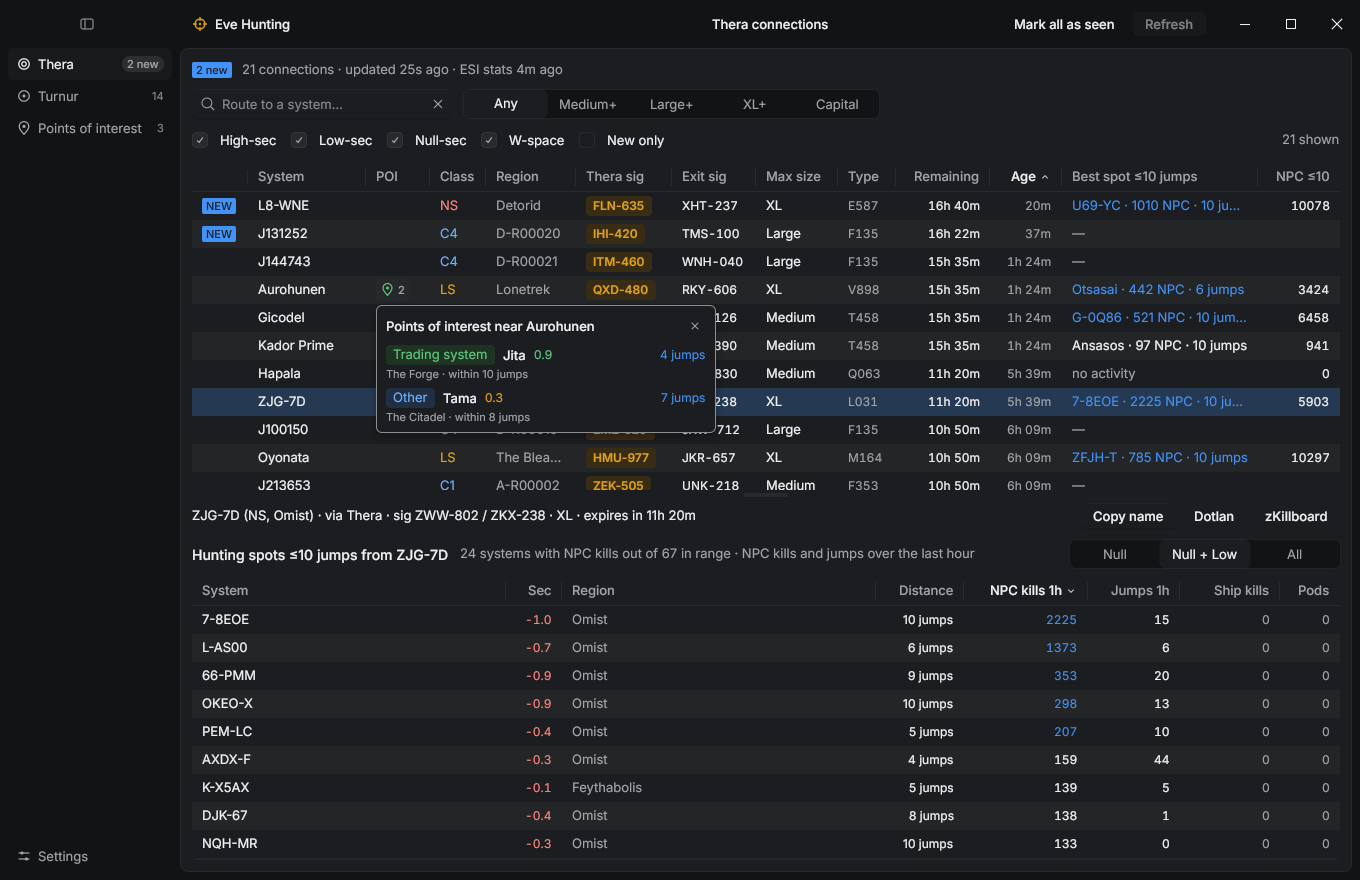 Eve Hunting Thera connections Mark all as seen Refresh
Thera 2 new
Turnur 14
Points of interest 3
Settings
2 new 21 connections · updated 25s ago · ESI stats 4m ago
Route to a system... Any Medium+ Large+ XL+ Capital
High-sec Low-sec Null-sec W-space New only 21 shown
System POI Class Region Thera sig Exit sig Max size Type Remaining Age Best spot ≤10 jumps NPC ≤10
NEW L8-WNE NS Detorid FLN-635 XHT-237 XL E587 16h 40m 20m U69-YC · 1010 NPC · 10 ju... 10078
NEW J131252 C4 D-R00020 IHI-420 TMS-100 Large F135 16h 22m 37m —
J144743 C4 D-R00021 ITM-460 WNH-040 Large F135 15h 35m 1h 24m —
Aurohunen 2 LS Lonetrek QXD-480 RKY-606 XL V898 15h 35m 1h 24m Otsasai · 442 NPC · 6 jumps 3424
Gicodel 126 Medium T458 15h 35m 1h 24m G-0Q86 · 521 NPC · 10 jum... 6458
Kador Prime 390 Medium T458 15h 35m 1h 24m Ansasos · 97 NPC · 10 jumps 941
Hapala 830 Medium Q063 11h 20m 5h 39m no activity 0
ZJG-7D 238 XL L031 11h 20m 5h 39m 7-8EOE · 2225 NPC · 10 ju... 5903
J100150 712 Large F135 10h 50m 6h 09m —
Oyonata LS The Blea... HMU-977 JKR-657 XL M164 10h 50m 6h 09m ZFJH-T · 785 NPC · 10 jumps 10297
J213653 C1 A-R00002 ZEK-505 UNK-218 Medium F353 10h 50m 6h 09m —
Points of interest near Aurohunen
Trading system Jita 0.9 4 jumps
The Forge · within 10 jumps
Other Tama 0.3 7 jumps
The Citadel · within 8 jumps
ZJG-7D (NS, Omist) · via Thera · sig ZWW-802 / ZKX-238 · XL · expires in 11h 20m Copy name Dotlan zKillboard
Hunting spots ≤10 jumps from ZJG-7D 24 systems with NPC kills out of 67 in range · NPC kills and jumps over the last hour Null Null + Low All
System Sec Region Distance NPC kills 1h Jumps 1h Ship kills Pods
7-8EOE -1.0 Omist 10 jumps 2225 15 0 0
L-AS00 -0.7 Omist 6 jumps 1373 6 0 0
66-PMM -0.9 Omist 9 jumps 353 20 0 0
OKEO-X -0.9 Omist 10 jumps 298 13 0 0
PEM-LC -0.4 Omist 5 jumps 207 10 0 0
AXDX-F -0.3 Omist 4 jumps 159 44 0 0
K-X5AX -0.1 Feythabolis 5 jumps 139 5 0 0
DJK-67 -0.4 Omist 8 jumps 138 1 0 0
NQH-MR -0.3 Omist 10 jumps 133 0 0 0